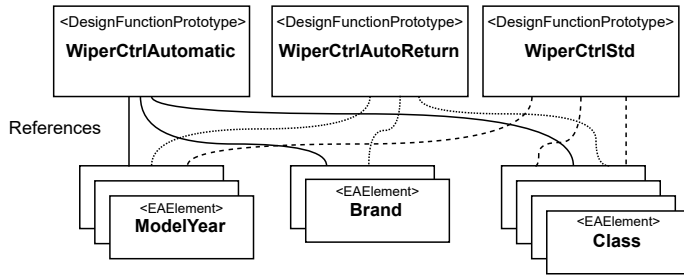 <DesignFunctionPrototype>
WiperCtrlAutomatic
<DesignFunctionPrototype>
WiperCtrlAutoReturn
<DesignFunctionPrototype>
WiperCtrlStd
References
<EAElement>
ModelYear
<EAElement>
Brand
<EAElement>
Class